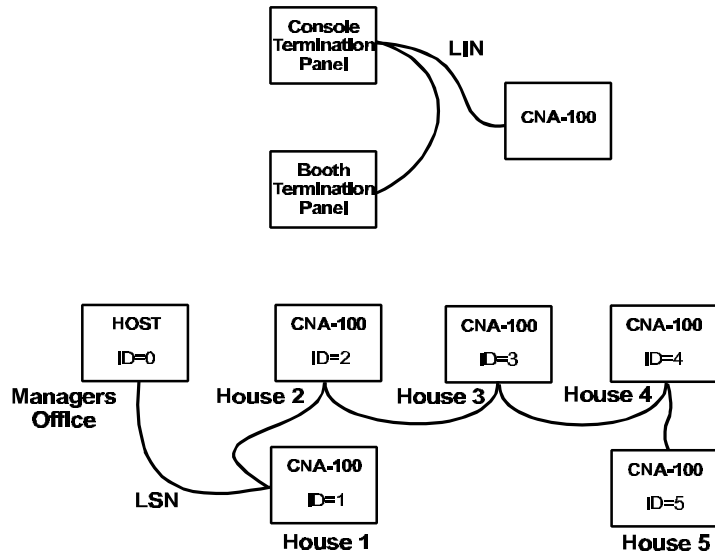 Console
Termination
Panel
LIN
CNA-100
Booth
Termination
Panel
HOST
ID=0
CNA-100
ID=2
CNA-100
ID=3
CNA-100
ID=4
Managers
Office
House 2
House 3
House 4
LSN
CNA-100
ID=1
CNA-100
ID=5
House 1
House 5